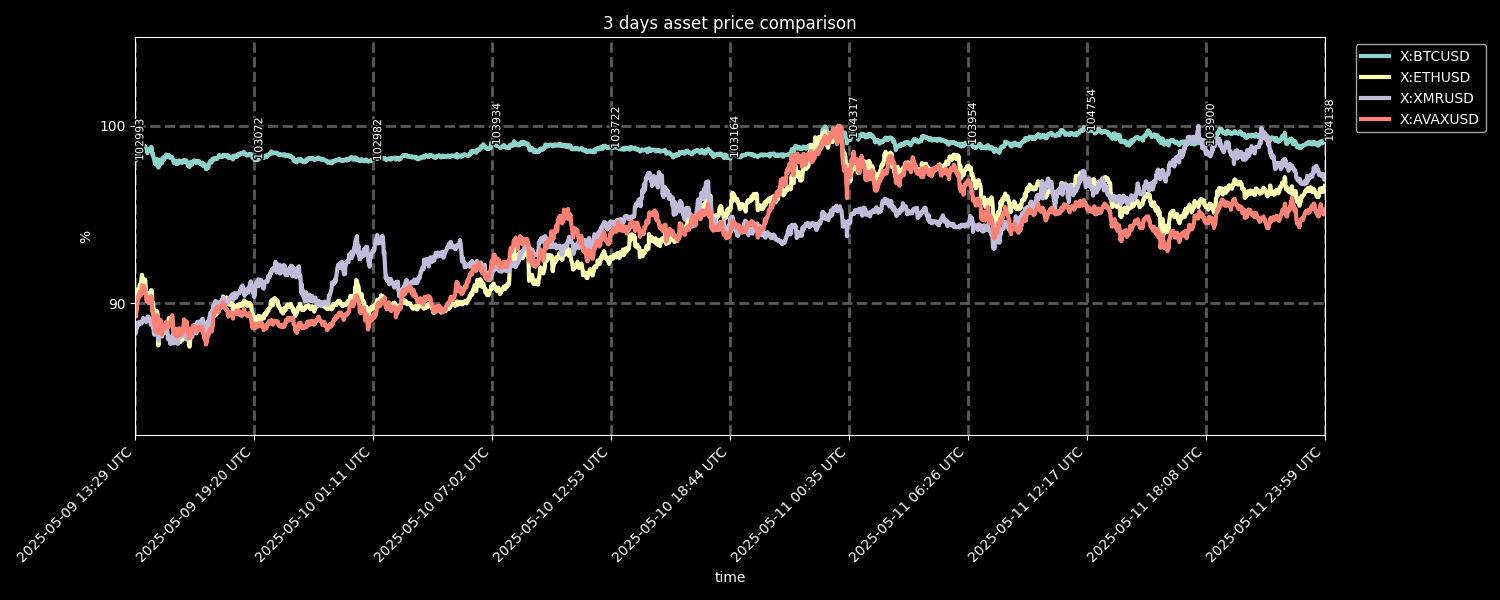 3 days asset price comparison
X:BTCUSD
X:ETHUSD
X:XMRUSD
X:AVAXUSD
100
90
%
102993
103072
102982
103934
103722
103164
104317
103954
104754
103900
104138
2025-05-09 13:29 UTC
2025-05-09 19:20 UTC
2025-05-10 01:11 UTC
2025-05-10 07:02 UTC
2025-05-10 12:53 UTC
2025-05-10 18:44 UTC
2025-05-11 00:35 UTC
2025-05-11 06:26 UTC
2025-05-11 12:17 UTC
2025-05-11 18:08 UTC
2025-05-11 23:59 UTC
time